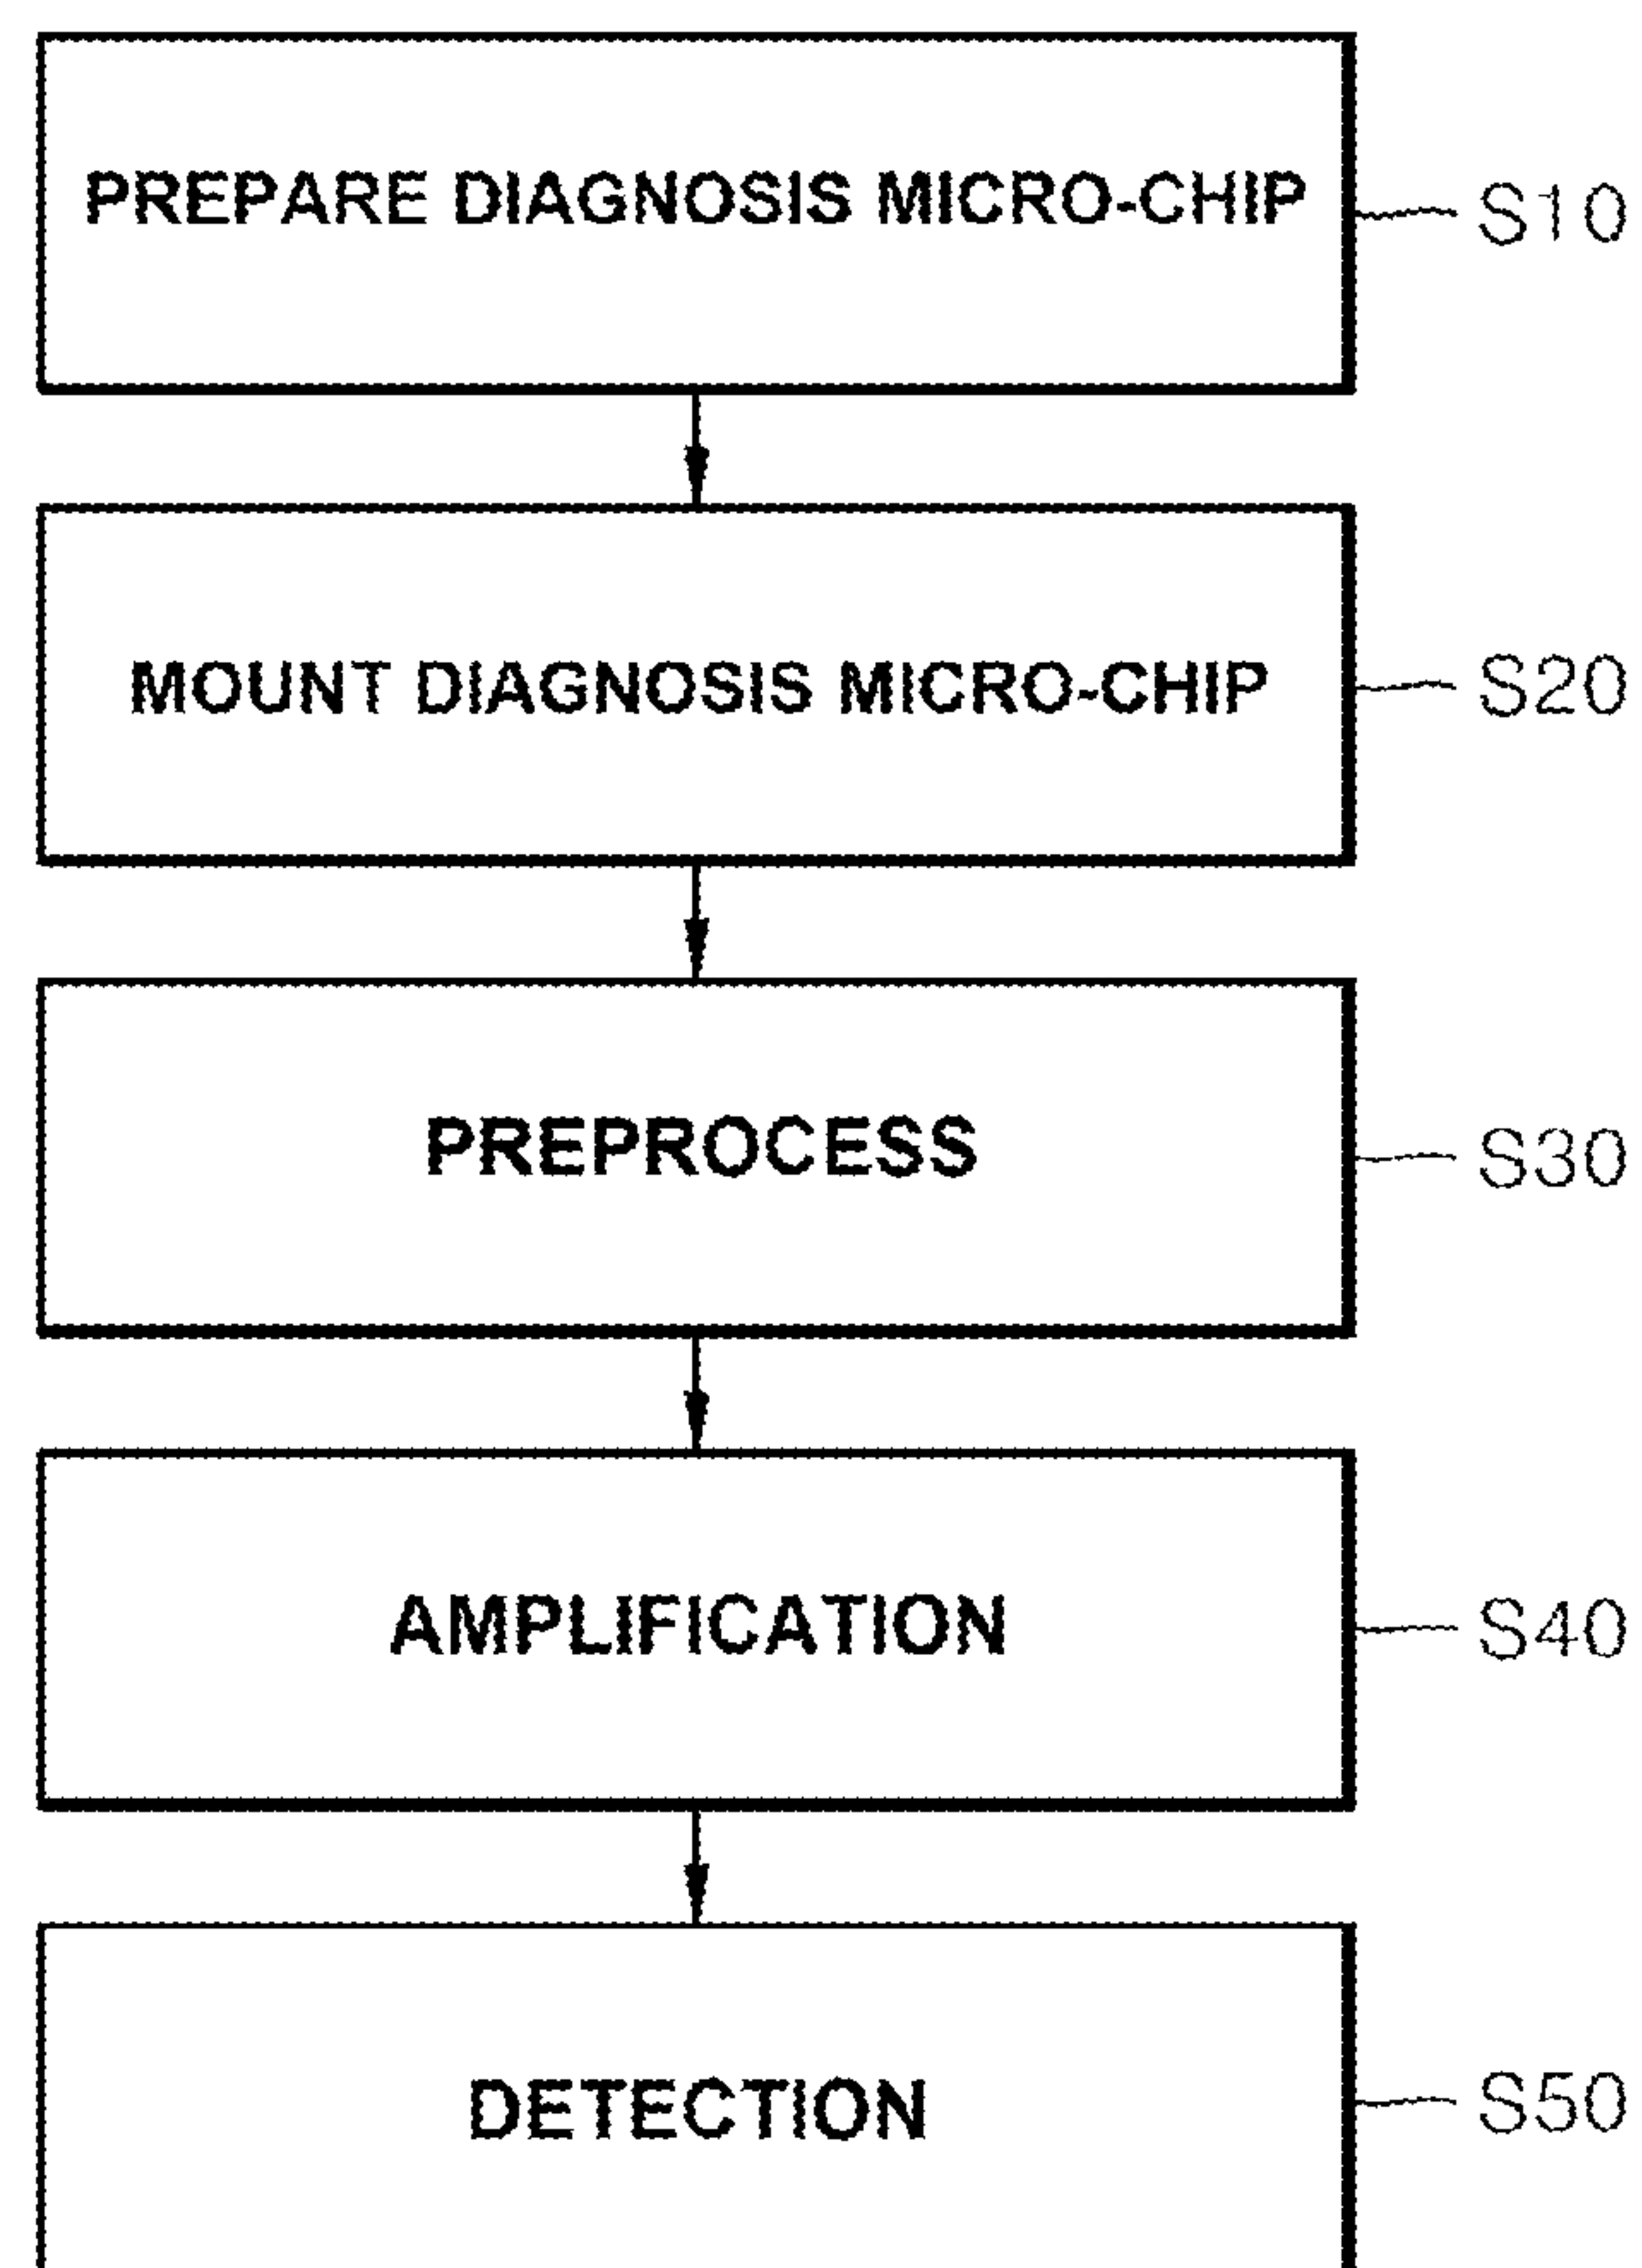 PREPARE DIAGNOSIS MICRO-CHIP
S10
MOUNT DIAGNOSIS MICRO-CHIP
S20
PREPROCESS
S30
AMPLIFICATION
S40
DETECTION
S50